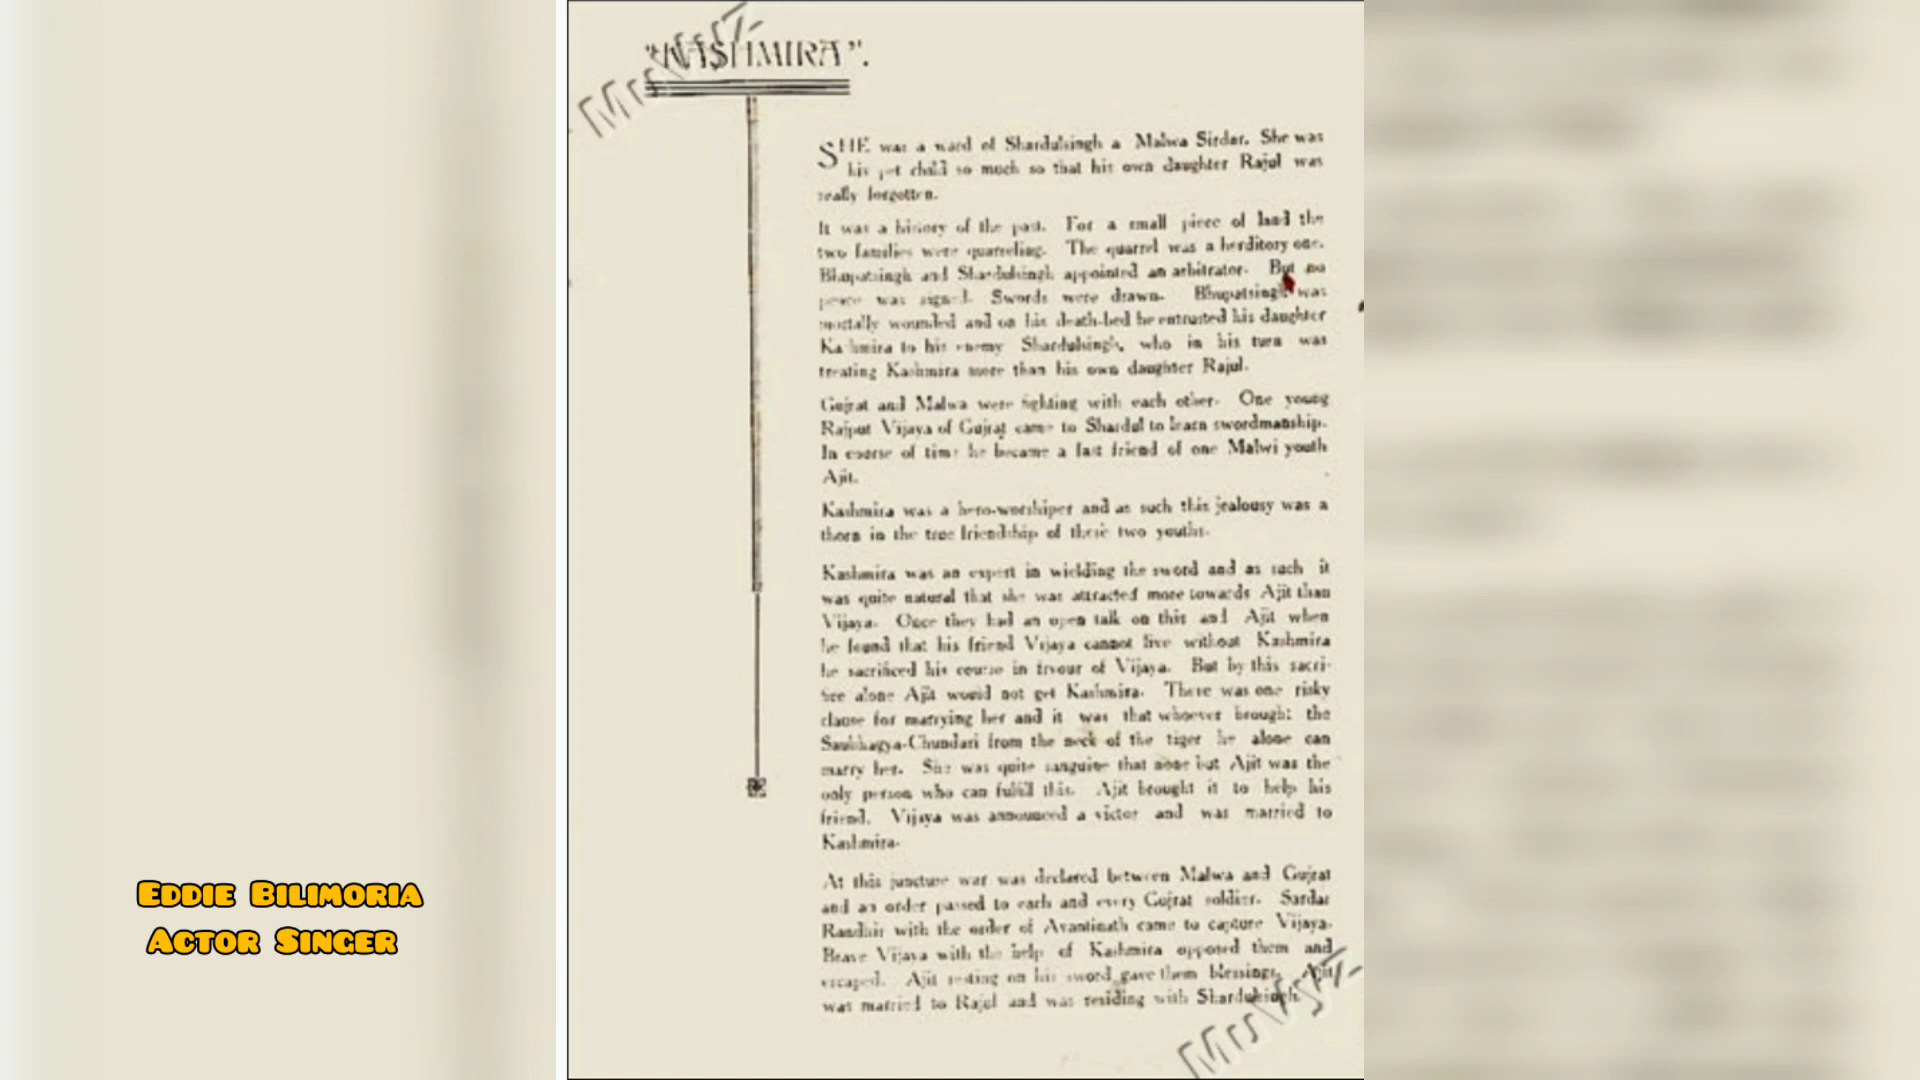 "KASHMIRA".
SHE was a ward of Shardulsingh a Malwa Sirdar. She was
his pet child so much so that his own daughter Rajul was
really forgotten.
It was a history of the past. For a small piece of land the
two families were quarreling. The quarrel was a herditory one.
Bhupatsingh and Shardulsingh appointed an arbitrator. But no
peace was signed. Swords were drawn. Bhupatsingh was
mortally wounded and on his death-bed he entrusted his daughter
Kashmira to his enemy Shardulsingh, who in his turn was
treating Kashmira more than his own daughter Rajul.
Gujrat and Malwa were fighting with each other. One young
Rajput Vijaya of Gujrat came to Shardul to learn swordmanship.
In coarse of time he became a fast friend of one Malwi youth
Ajit.
Kashmira was a hero-worshiper and as such this jealousy was a
thorn in the true friendship of these two youths.
Kashmira was an expert in wielding the sword and as such it
was quite natural that she was attracted more towards Ajit than
Vijaya. Once they had an open talk on this and Ajit when
he found that his friend Vijaya cannot live without Kashmira
he sacrificed his course in favour of Vijaya. But by this sacri-
fice alone Ajit would not get Kashmira. There was one risky
clause for marrying her and it was that whoever brought the
Saubhagya-Chundari from the neck of the tiger he alone can
marry her. She was quite sanguine that none but Ajit was the
only person who can fulfill this. Ajit brought it to help his
friend. Vijaya was announced a victor and was married to
Kashmira.
At this juncture war was declared between Malwa and Gujrat
and an order passed to each and every Gujrat soldier. Sardar
Randhir with the order of Avantinath came to capture Vijaya.
Brave Vijaya with the help of Kashmira opposed them and
escaped. Ajit resting on his sword gave them blessings. Ajit
was married to Rajul and was residing with Shardulsingh.
EDDIE BILIMORIA
ACTOR SINGER